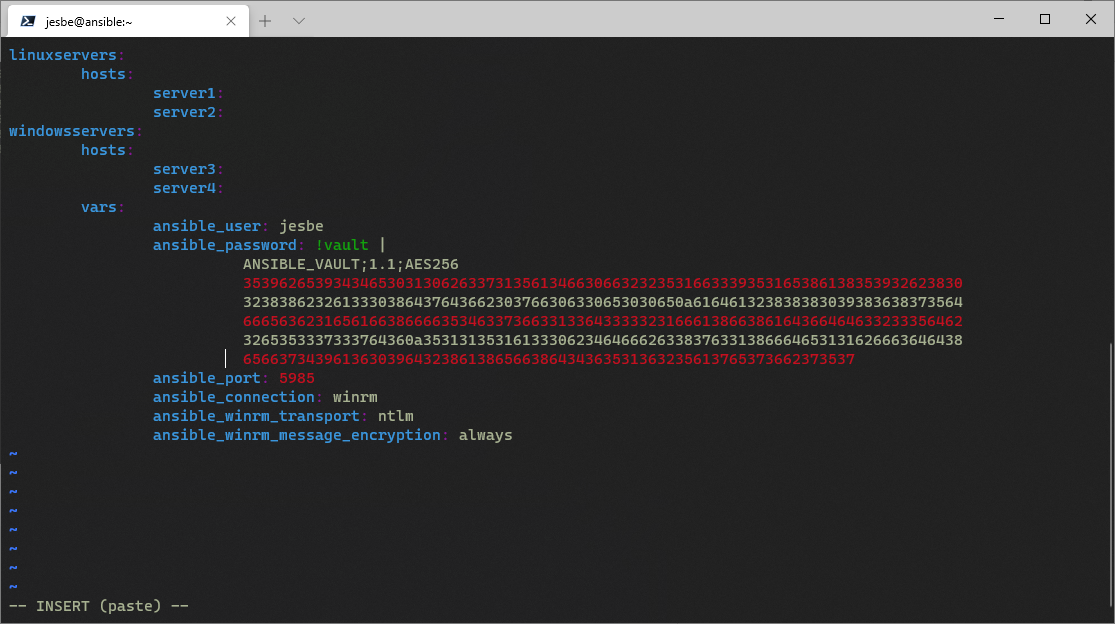 jesbe@ansible:~
linuxservers:
hosts:
server1:
server2:
windowsservers:
hosts:
server3:
server4:
vars:
ansible_user: jesbe
ansible_password: !vault |
ANSIBLE_VAULT;1.1;AES256
35396265393434653031306263373135613466306632323531663339353165386138353932623830
3238386232613330386437643662303766306330653030650a616461323838383039383638373564
666563623165616638666663534633736633133643333323166613866386164366464633233356462
3265353337333764360a353131353161333062346466626338376331386664653131626663646438
65663734396136303964323861386566386434363531363235613765373662373537
ansible_port: 5985
ansible_connection: winrm
ansible_winrm_transport: ntlm
ansible_winrm_message_encryption: always
~
~
~
~
~
~
~
~
-- INSERT (paste) --